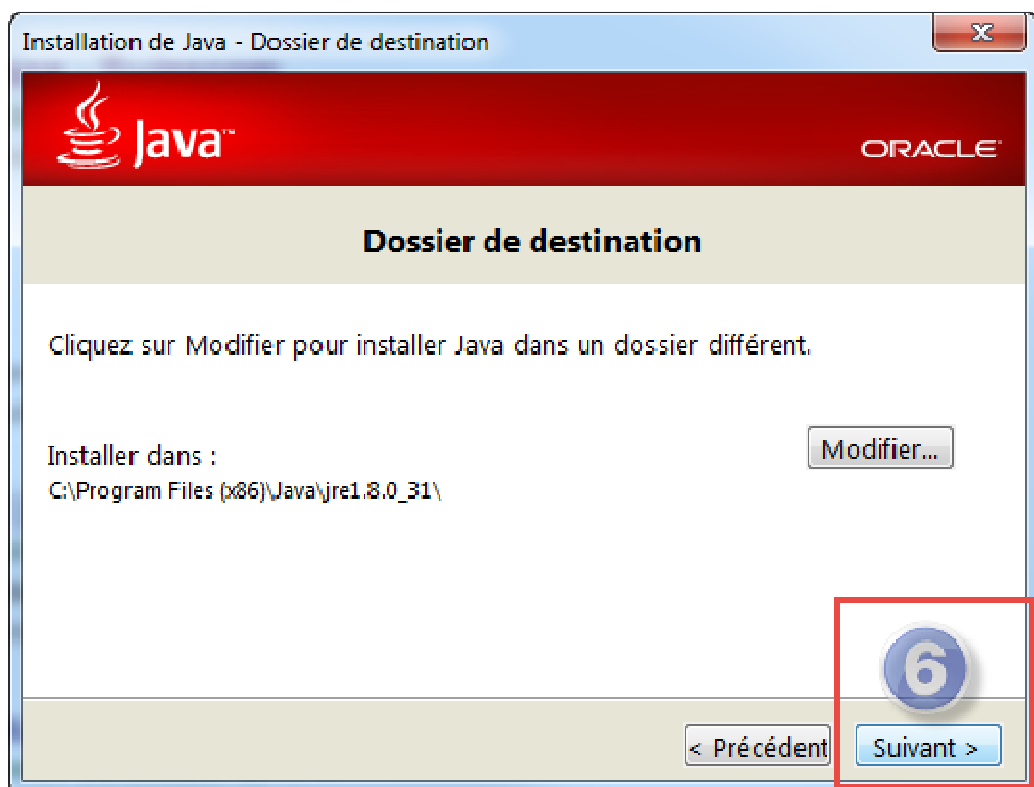 Installation de Java - Dossier de destination
Java™
ORACLE®
Dossier de destination
Cliquez sur Modifier pour installer Java dans un dossier différent.
Installer dans :
Modifier...
C:\Program Files (x86)\Java\jre1.8.0_31\
6
< Précédent
Suivant >